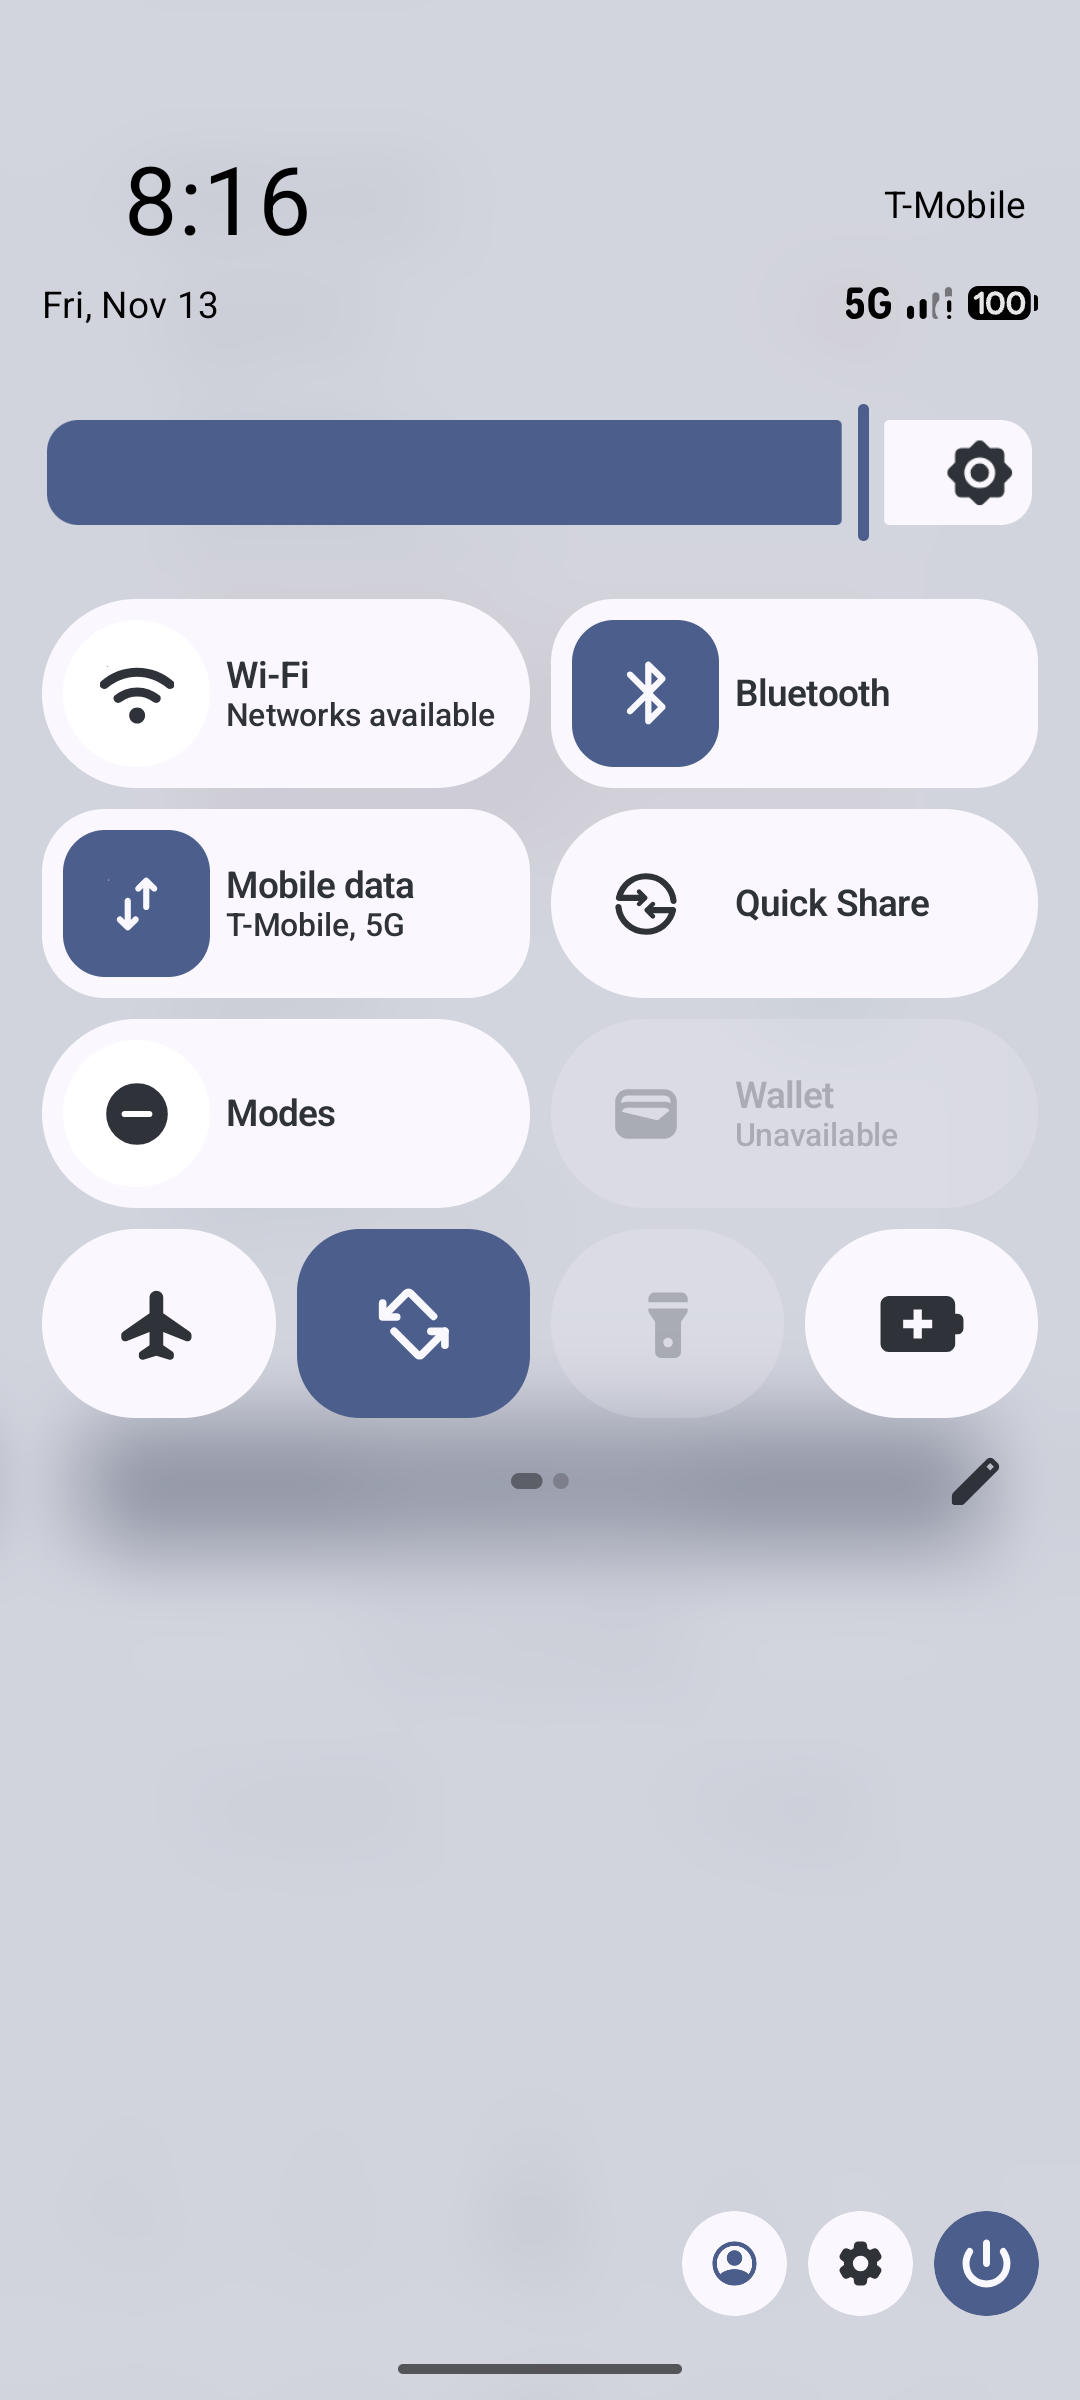 8:16
T-Mobile
Fri, Nov 13
5G
100
Wi-Fi
Networks available
Bluetooth
Mobile data
T-Mobile, 5G
Quick Share
Modes
Wallet
Unavailable